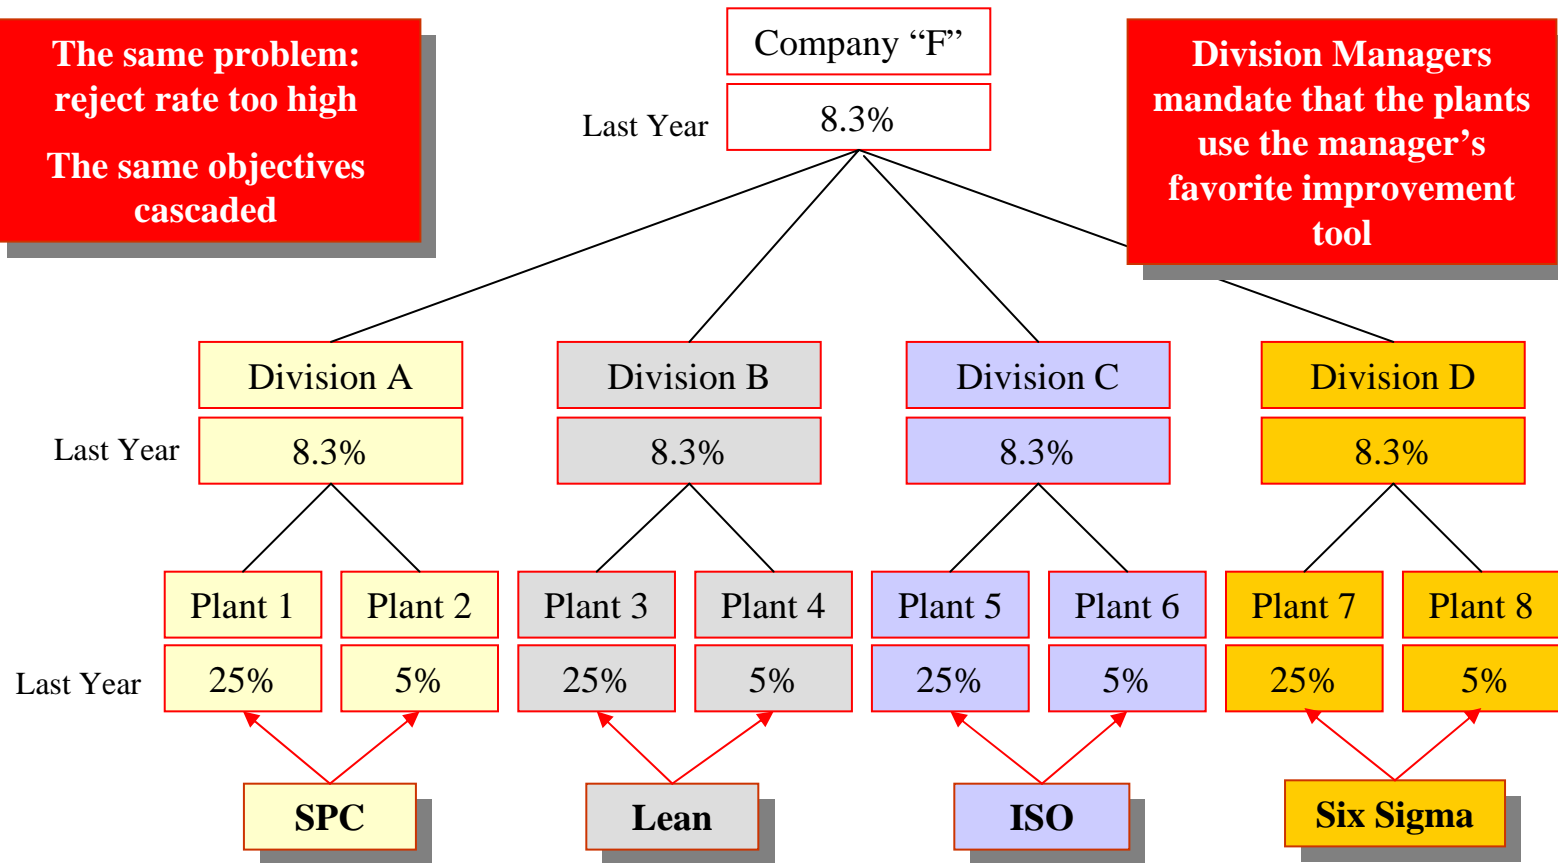 The same problem:
reject rate too high
The same objectives
cascaded
Company “F”
Last Year
8.3%
Division Managers
mandate that the plants
use the manager’s
favorite improvement
tool
Division A
Division B
Division C
Division D
Last Year
8.3%
8.3%
8.3%
8.3%
Plant 1
Plant 2
Plant 3
Plant 4
Plant 5
Plant 6
Plant 7
Plant 8
Last Year
25%
5%
25%
5%
25%
5%
25%
5%
SPC
Lean
ISO
Six Sigma